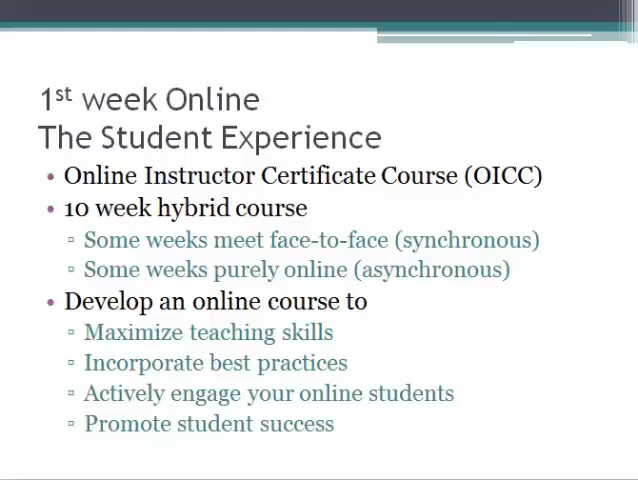 1st week Online
The Student Experience
• Online Instructor Certificate Course (OICC)
• 10 week hybrid course
▫ Some weeks meet face-to-face (synchronous)
▫ Some weeks purely online (asynchronous)
• Develop an online course to
▫ Maximize teaching skills
▫ Incorporate best practices
▫ Actively engage your online students
▫ Promote student success